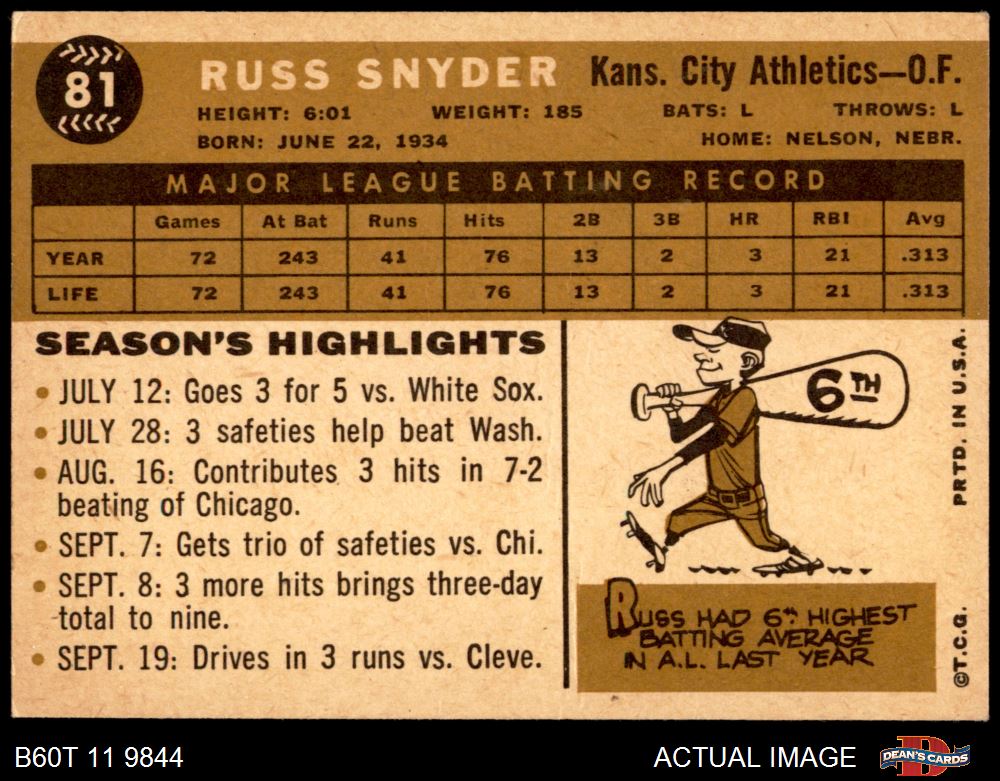 81
RUSS SNYDER Kans. City Athletics—O.F.
HEIGHT: 6:01 WEIGHT: 185 BATS: L THROWS: L
BORN: JUNE 22, 1934 HOME: NELSON, NEBR.
MAJOR LEAGUE BATTING RECORD
Games At Bat Runs Hits 2B 3B HR RBI Avg
YEAR 72 243 41 76 13 2 3 21 .313
LIFE 72 243 41 76 13 2 3 21 .313
SEASON'S HIGHLIGHTS
• JULY 12: Goes 3 for 5 vs. White Sox.
• JULY 28: 3 safeties help beat Wash.
• AUG. 16: Contributes 3 hits in 7-2
beating of Chicago.
• SEPT. 7: Gets trio of safeties vs. Chi.
• SEPT. 8: 3 more hits brings three-day
total to nine.
• SEPT. 19: Drives in 3 runs vs. Cleve.
6TH
RUSS HAD 6TH HIGHEST
BATTING AVERAGE
IN A.L. LAST YEAR
©T.C.G. PRTD. IN U.S.A.
B60T 11 9844 ACTUAL IMAGE
DEAN'S CARDS